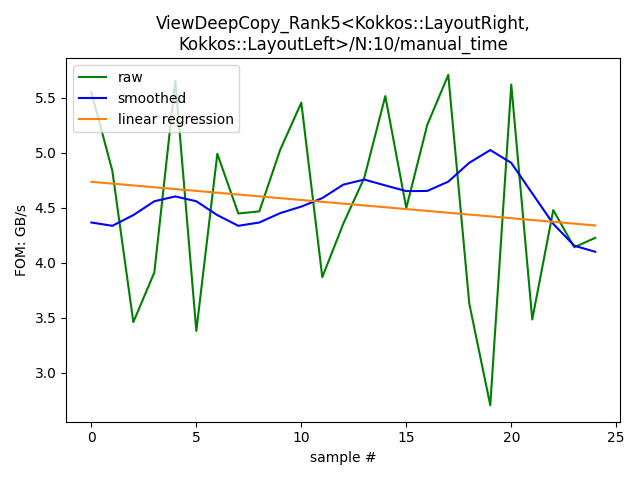 ViewDeepCopy_Rank5<Kokkos::LayoutRight,
Kokkos::LayoutLeft>/N:10/manual_time
raw
smoothed
linear regression
FOM: GB/s
5.5
5.0
4.5
4.0
3.5
3.0
0 5 10 15 20 25
sample #